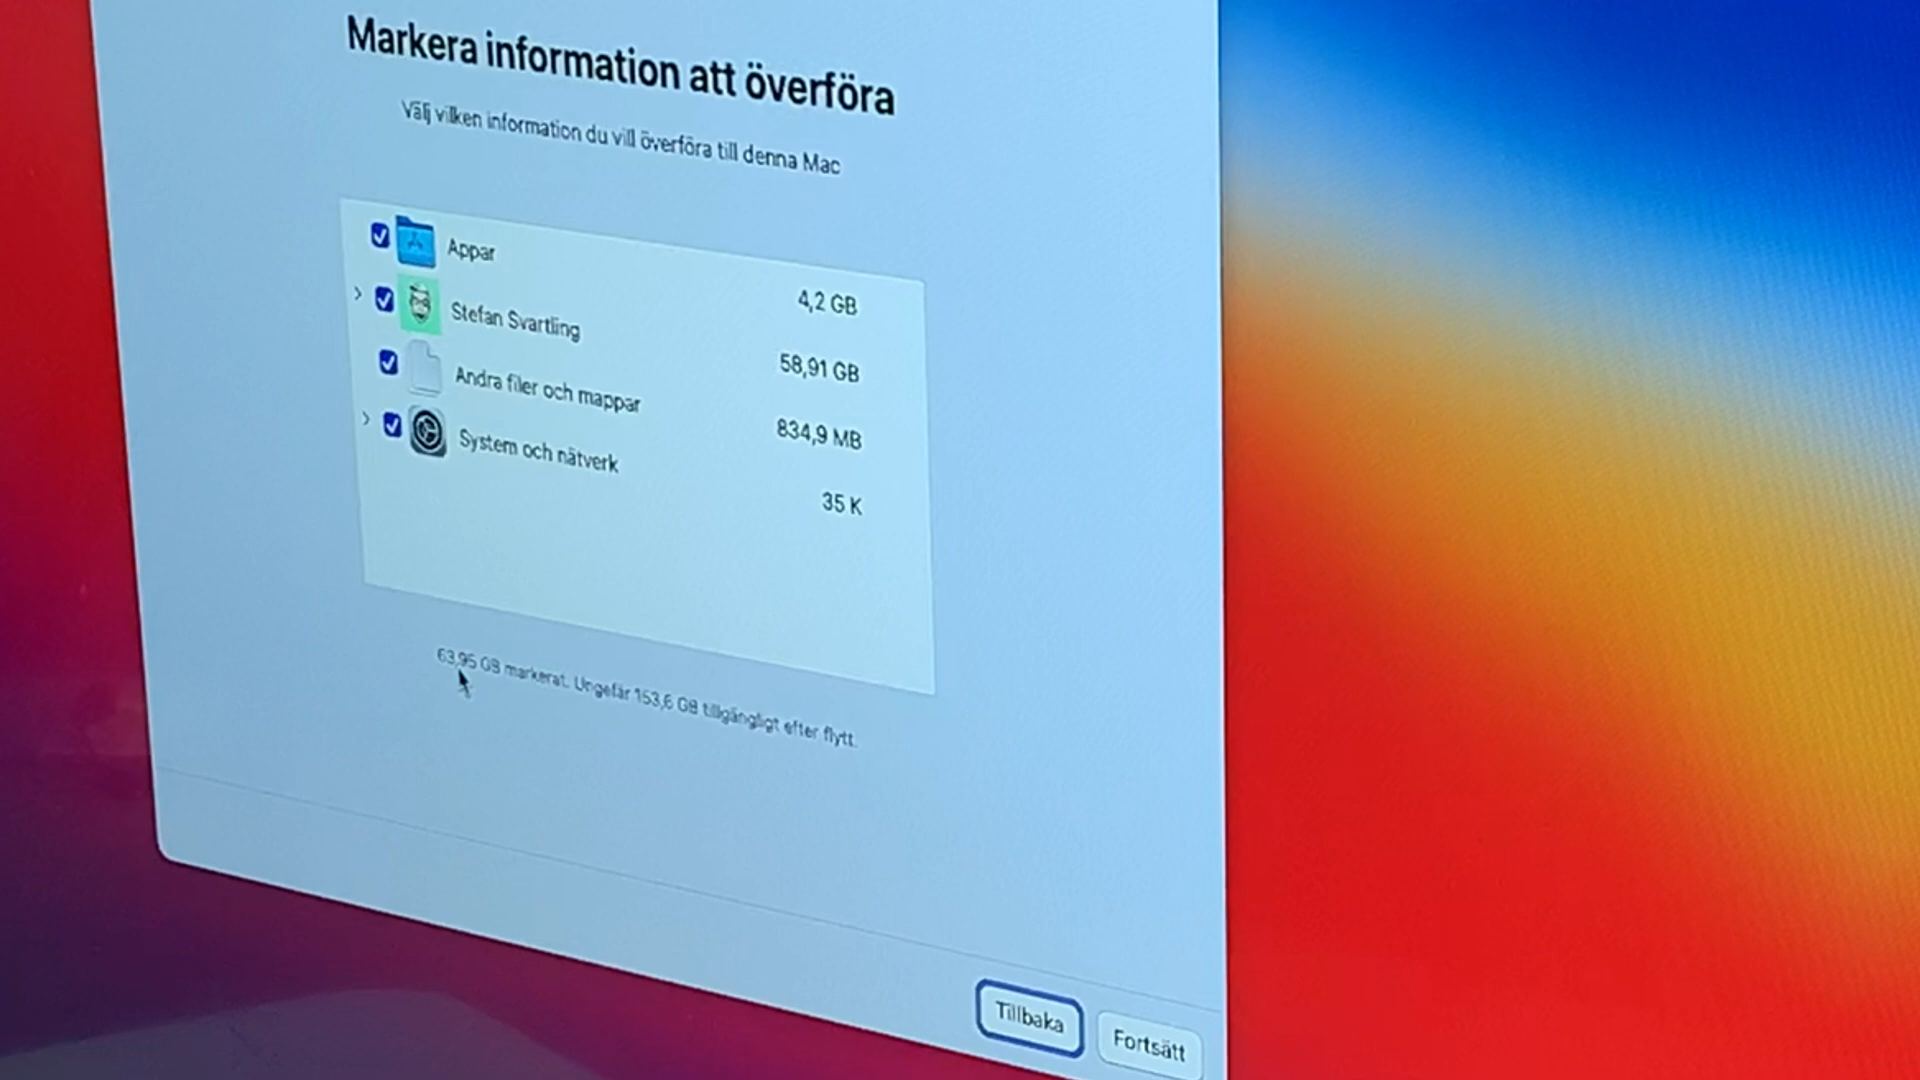 Markera information att överföra
Välj vilken information du vill överföra till denna Mac
Appar 4,2 GB
Stefan Svartling 58,91 GB
Andra filer och mappar 834,9 MB
System och nätverk 35 K
63,95 GB markerat. Ungefär 153,6 GB tillgängligt efter flytt.
Tillbaka Fortsätt